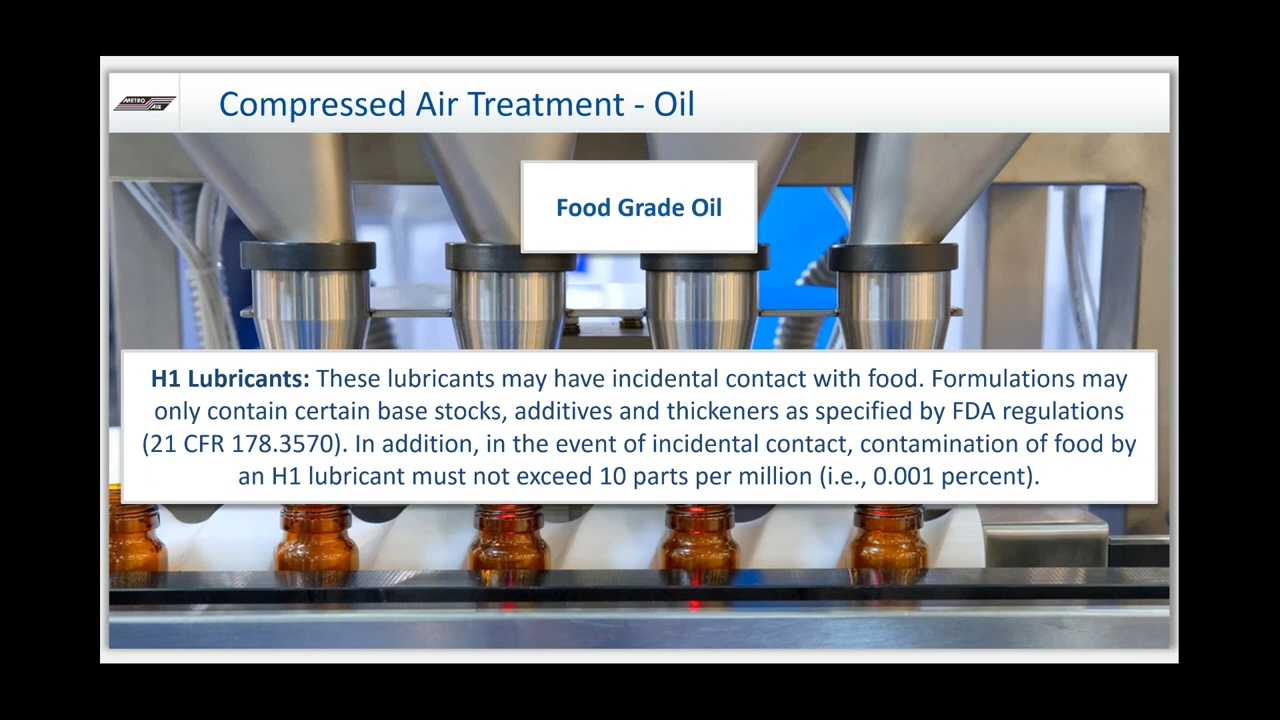 METRO
AIR
Compressed Air Treatment - Oil
Food Grade Oil
H1 Lubricants: These lubricants may have incidental contact with food. Formulations may
only contain certain base stocks, additives and thickeners as specified by FDA regulations
(21 CFR 178.3570). In addition, in the event of incidental contact, contamination of food by
an H1 lubricant must not exceed 10 parts per million (i.e., 0.001 percent).